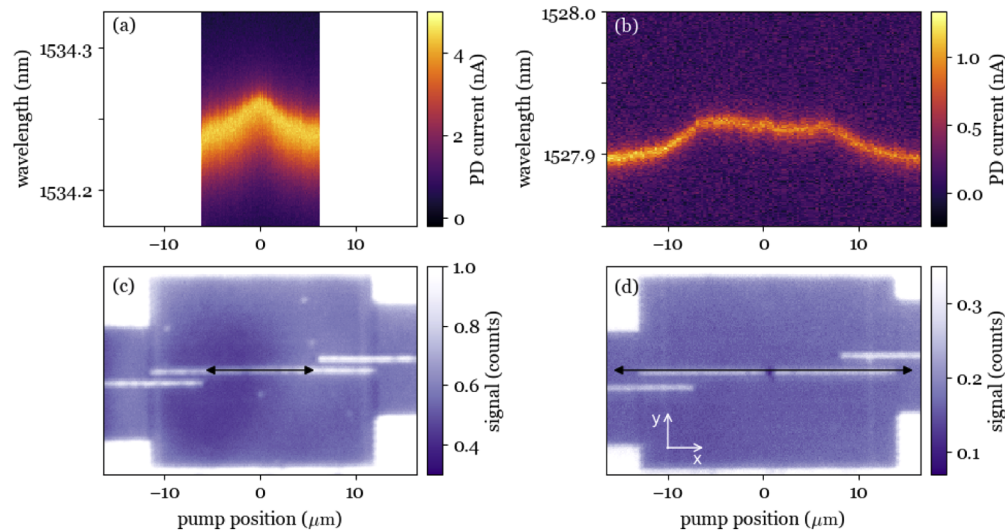 (a)
1534.3
1534.2
wavelength (nm)
−10
0
10
4
2
0
PD current (nA)
(b)
1528.0
1527.9
wavelength (nm)
−10
0
10
1.0
0.5
0.0
PD current (nA)
(c)
−10
0
10
pump position (μm)
1.0
0.8
0.6
0.4
signal (counts)
(d)
y
x
−10
0
10
pump position (μm)
0.3
0.2
0.1
signal (counts)